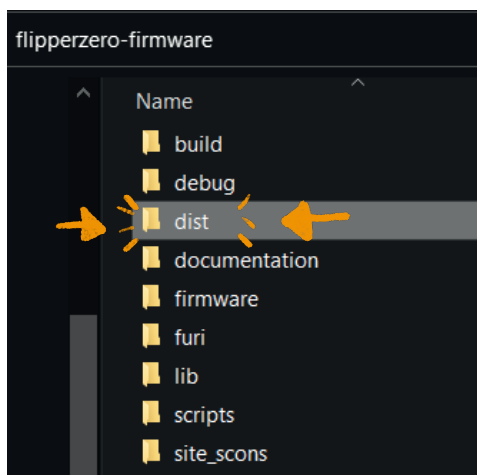 flipperzero-firmware
Name
build
debug
dist
documentation
firmware
furi
lib
scripts
site_scons